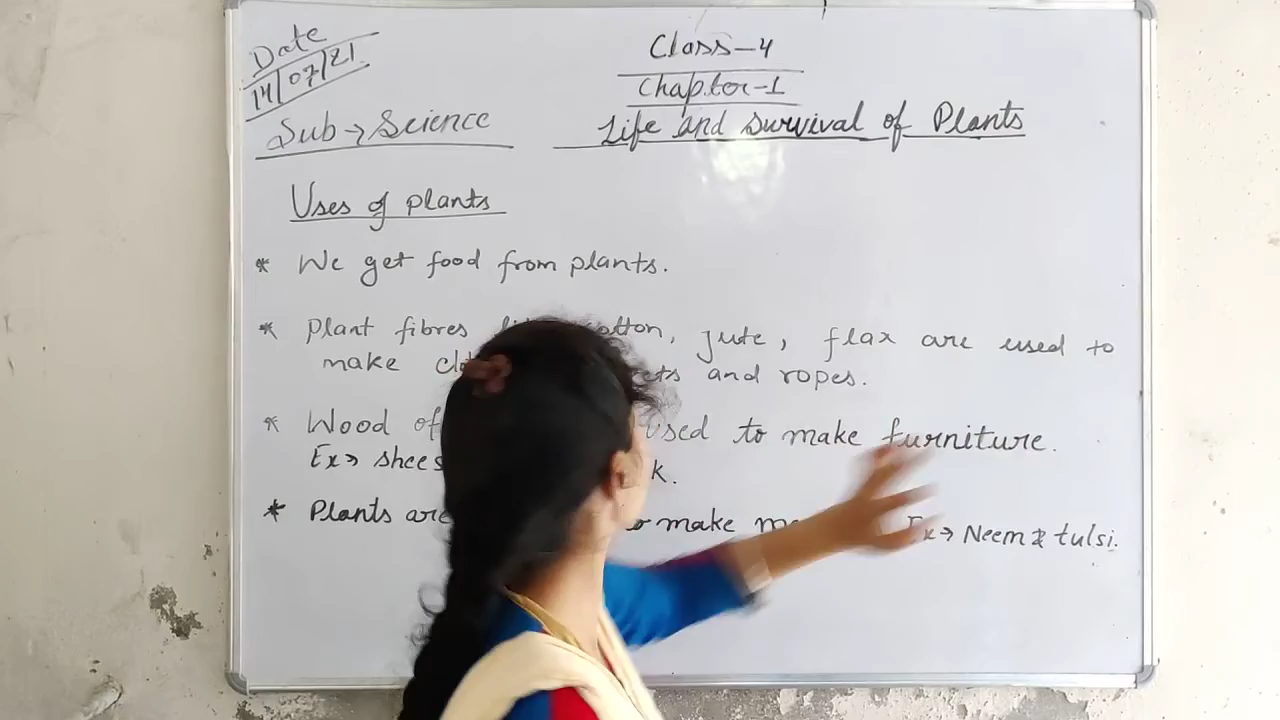 Date
14/07/21
Class-4
Chapter-1
Sub→Science
Life and Survival of Plants
Uses of plants
* We get food from plants.
* Plant fibres cotton, jute, flax are used to
make and ropes.
* Wood of used to make furniture.
Ex→
* Plants are make Ex→ Neem & tulsi.